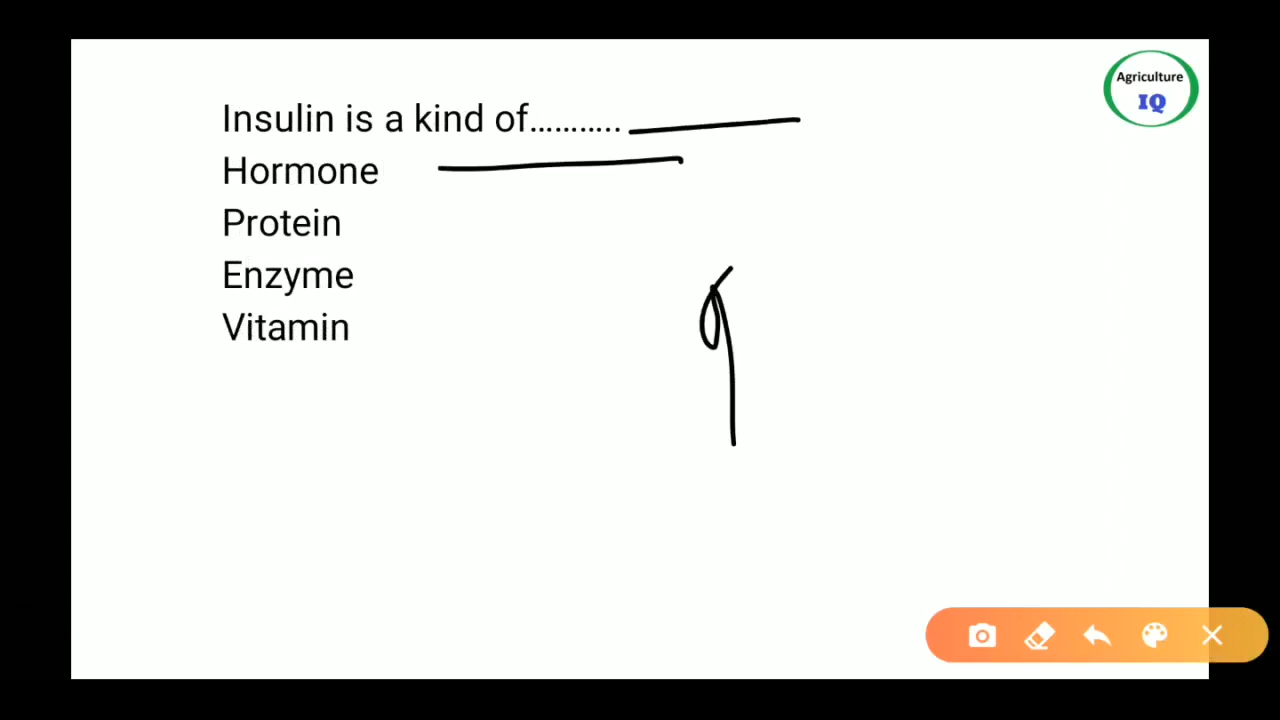 Agriculture
IQ
Insulin is a kind of...........
Hormone
Protein
Enzyme
Vitamin